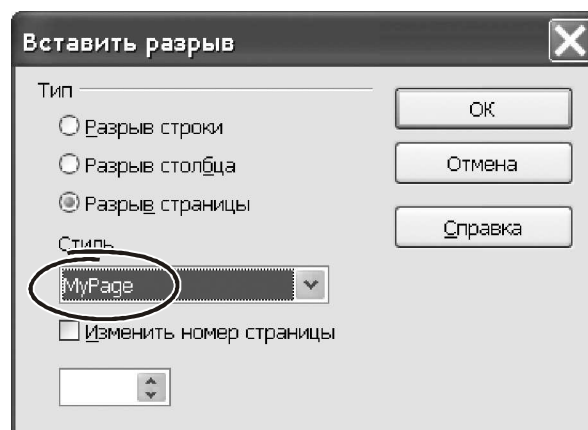 Вставить разрыв
Тип
Разрыв строки
Разрыв столбца
Разрыв страницы
Стиль
MyPage
Изменить номер страницы
ОК
Отмена
Справка